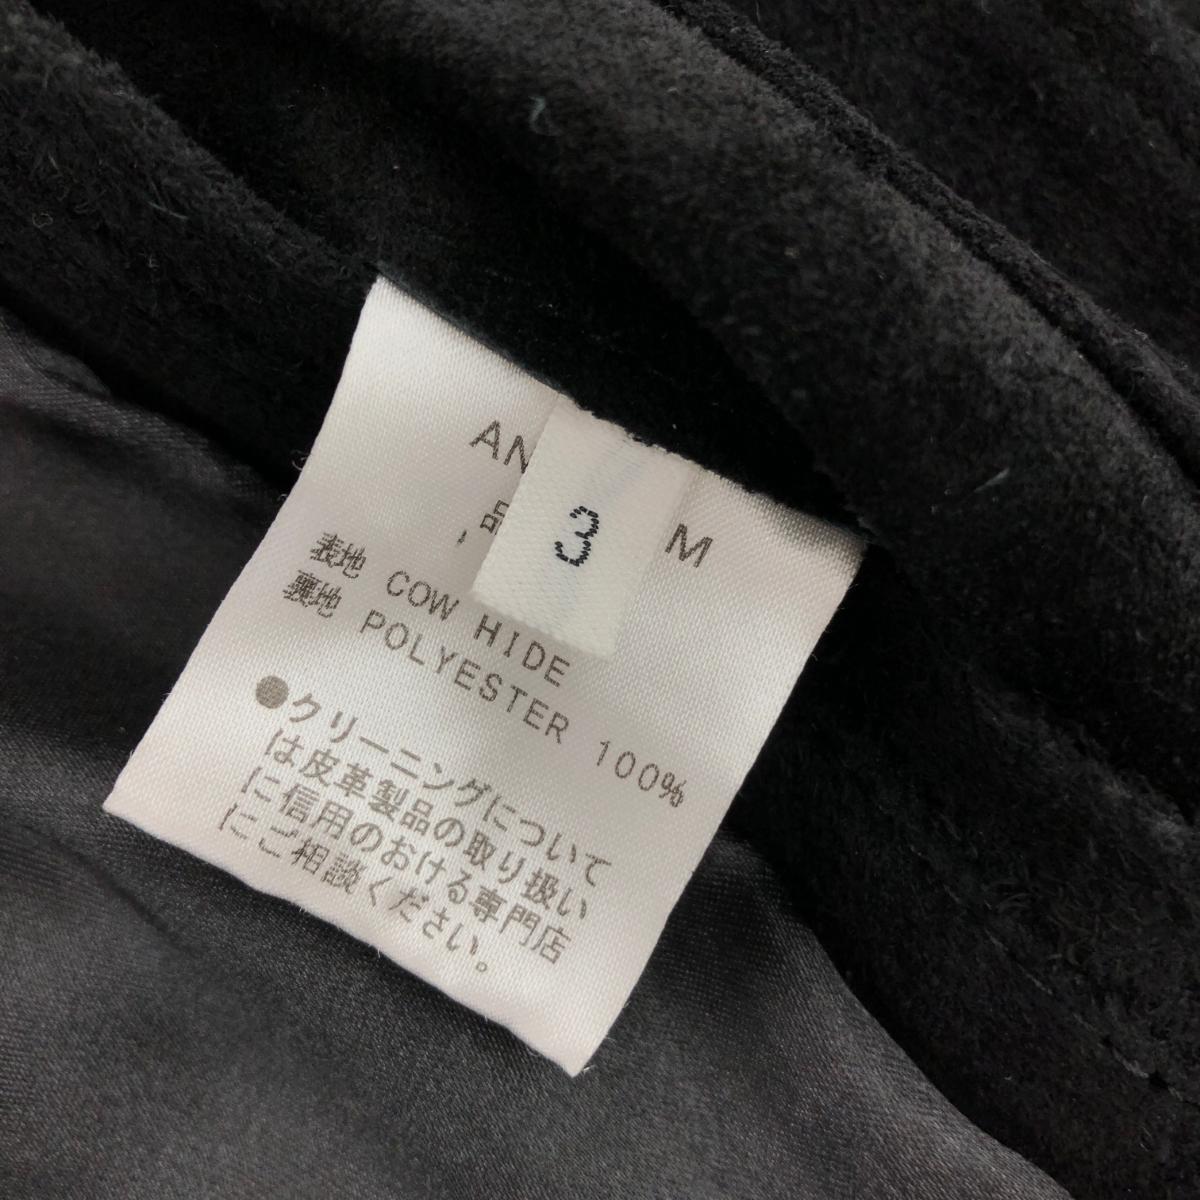 3
M
表地 COW HIDE
裏地 POLYESTER 100%
●クリーニングについて
は皮革製品の取り扱い
に信用のおける専門店
にご相談ください。